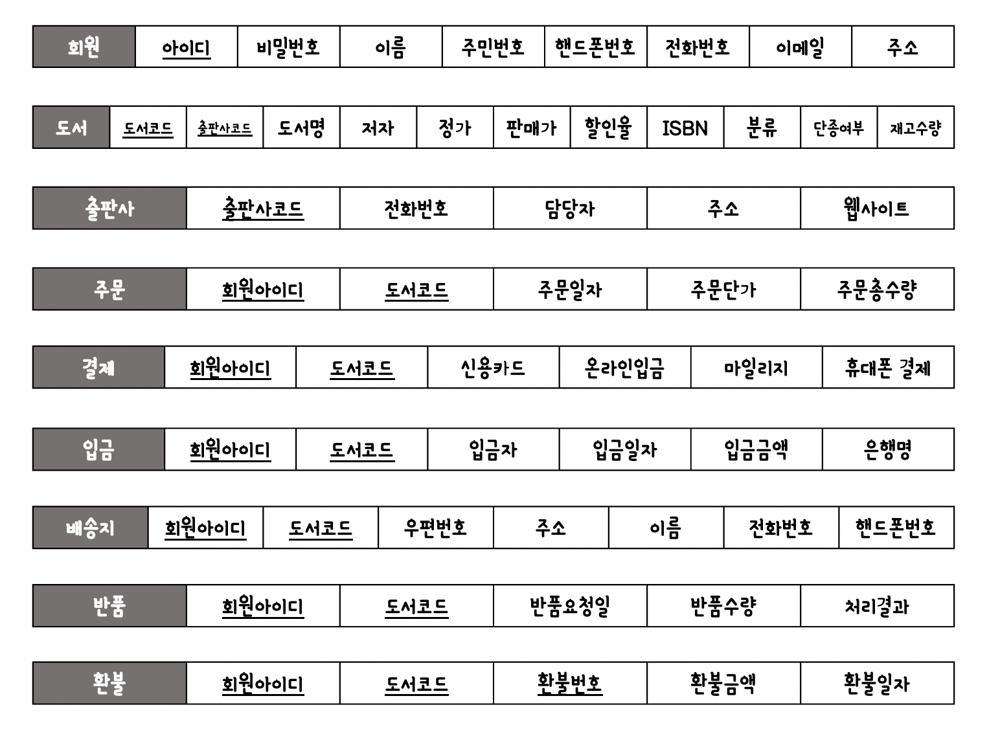 회원 아이디 비밀번호 이름 주민번호 핸드폰번호 전화번호 이메일 주소
도서 도서코드 출판사코드 도서명 저자 정가 판매가 할인율 ISBN 분류 단종여부 재고수량
출판사 출판사코드 전화번호 담당자 주소 웹사이트
주문 회원아이디 도서코드 주문일자 주문단가 주문총수량
결제 회원아이디 도서코드 신용카드 온라인입금 마일리지 휴대폰 결제
입금 회원아이디 도서코드 입금자 입금일자 입금금액 은행명
배송지 회원아이디 도서코드 우편번호 주소 이름 전화번호 핸드폰번호
반품 회원아이디 도서코드 반품요청일 반품수량 처리결과
환불 회원아이디 도서코드 환불번호 환불금액 환불일자